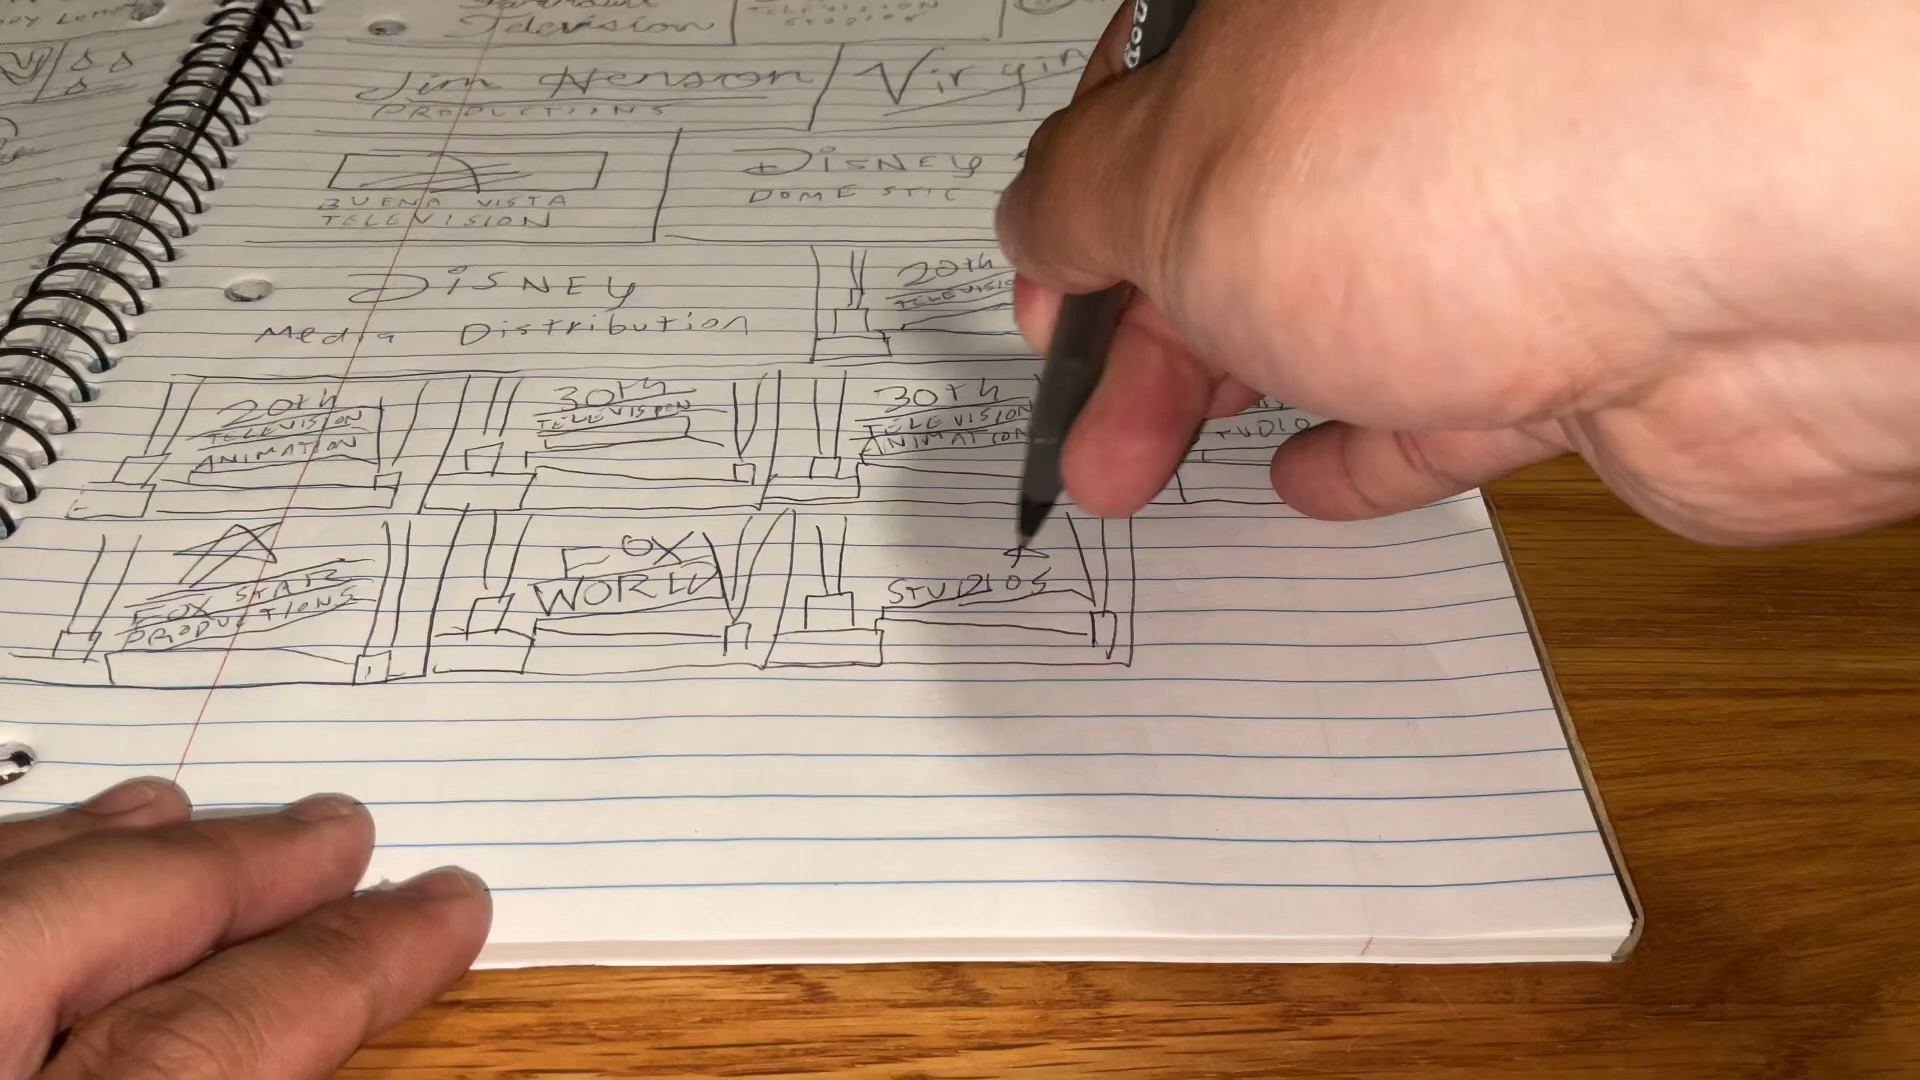 Television
TELEVISION
STUDIOS
Jim Henson
PRODUCTIONS
Virgin
BUENA VISTA
TELEVISION
DISNEY
DOMESTIC
DISNEY
Media Distribution
20th
20th
TELEVISION
ANIMATION
30th
TELEVISION
30th
TELEVISION
ANIMATION
FOX STAR
PRODUCTIONS
FOX
WORLD
STUDIOS